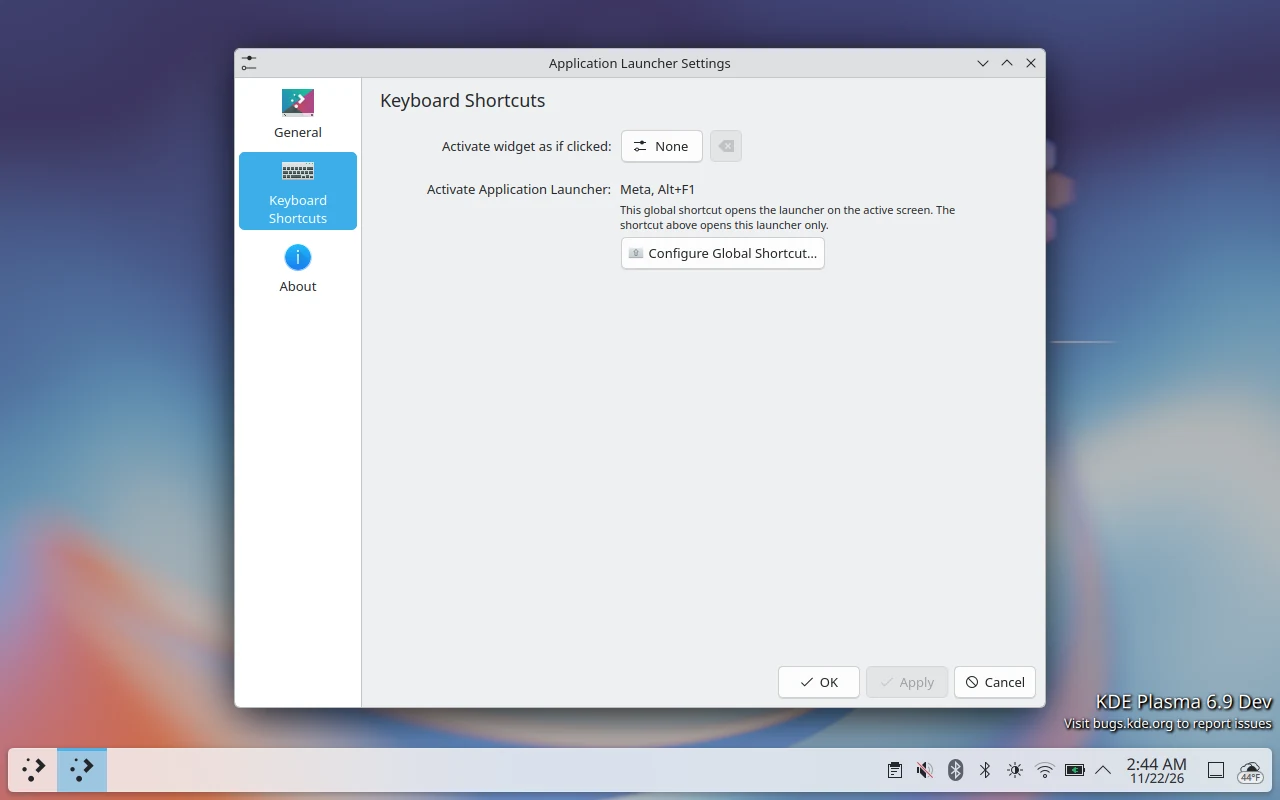 Application Launcher Settings
General
Keyboard
Shortcuts
About
Keyboard Shortcuts
Activate widget as if clicked:
None
Activate Application Launcher:
Meta, Alt+F1
This global shortcut opens the launcher on the active screen. The
shortcut above opens this launcher only.
Configure Global Shortcut...
OK
Apply
Cancel
KDE Plasma 6.9 Dev
Visit bugs.kde.org to report issues
2:44 AM
11/22/26
44°F